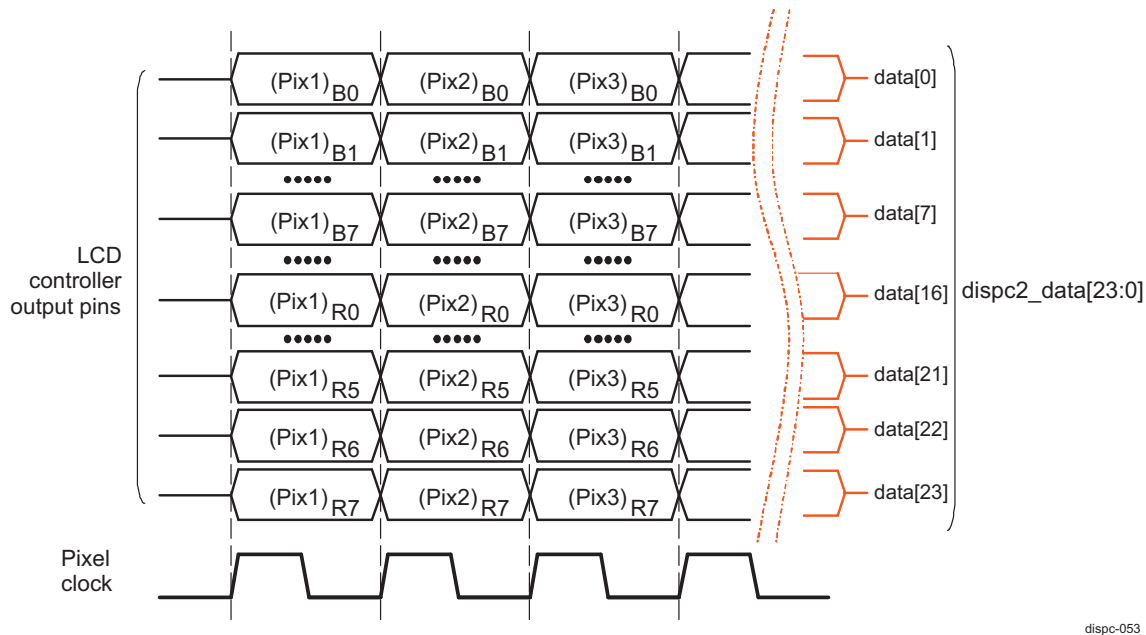 (Pix1)B0 (Pix2)B0 (Pix3)B0 data[0]
(Pix1)B1 (Pix2)B1 (Pix3)B1 data[1]
(Pix1)B7 (Pix2)B7 (Pix3)B7 data[7]
LCD
controller
output pins
(Pix1)R0 (Pix2)R0 (Pix3)R0 data[16] dispc2_data[23:0]
(Pix1)R5 (Pix2)R5 (Pix3)R5 data[21]
(Pix1)R6 (Pix2)R6 (Pix3)R6 data[22]
(Pix1)R7 (Pix2)R7 (Pix3)R7 data[23]
Pixel
clock
dispc-053